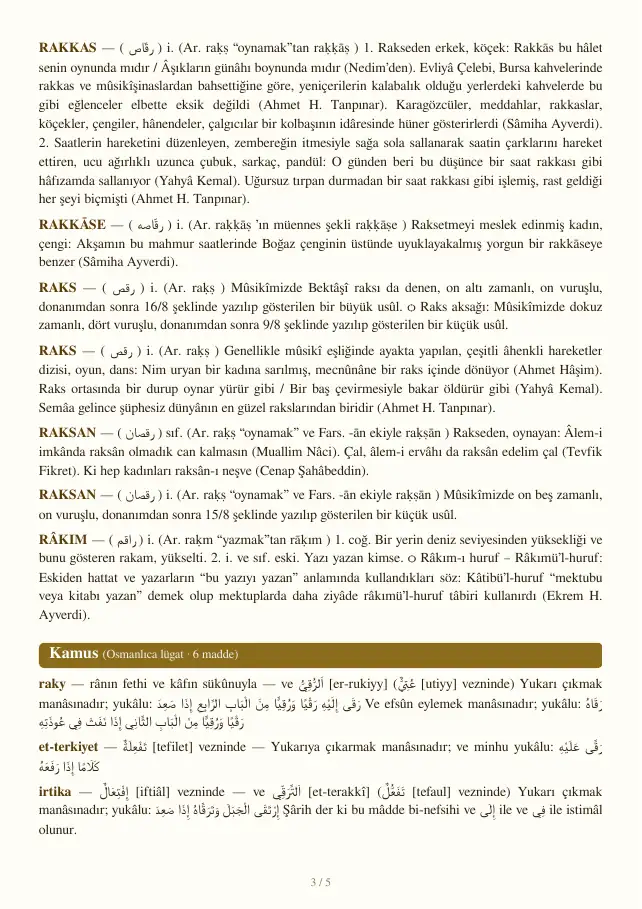 RAKKAS — ( رقّاص ) i. (Ar. raḳṣ “oynamak”tan raḳḳāṣ ) 1. Rakseden erkek, köçek: Rakkās bu hâlet
senin oynunda mıdır / Âşıkların günâhı boynunda mıdır (Nedim’den). Evliyâ Çelebi, Bursa kahvelerinde
rakkas ve mûsikîşinaslardan bahsettiğine göre, yeniçerilerin kalabalık olduğu yerlerdeki kahvelerde bu
gibi eğlenceler elbette eksik değildi (Ahmet H. Tanpınar). Karagözcüler, meddahlar, rakkaslar,
köçekler, çengiler, hânendeler, çalgıcılar bir kolbaşının idâresinde hüner gösterirlerdi (Sâmiha Ayverdi).
2. Saatlerin hareketini düzenleyen, zembereğin itmesiyle sağa sola sallanarak saatin çarklarını hareket
ettiren, ucu ağırlıklı uzunca çubuk, sarkaç, pandül: O günden beri bu düşünce bir saat rakkası gibi
hâfızamda sallanıyor (Yahyâ Kemal). Uğursuz tırpan durmadan bir saat rakkası gibi işlemiş, rast geldiği
her şeyi biçmişti (Ahmet H. Tanpınar).
RAKKĀSE — ( رقّاصه ) i. (Ar. raḳḳāṣ ’ın müennes şekli raḳḳāṣe ) Raksetmeyi meslek edinmiş kadın,
çengi: Akşamın bu mahmur saatlerinde Boğaz çenginin üstünde uyuklayakalmış yorgun bir rakkāseye
benzer (Sâmiha Ayverdi).
RAKS — ( رقص ) i. (Ar. raḳṣ ) Mûsikîmizde Bektâşî raksı da denen, on altı zamanlı, on vuruşlu,
donanımdan sonra 16/8 şeklinde yazılıp gösterilen bir büyük usûl. ѻ Raks aksağı: Mûsikîmizde dokuz
zamanlı, dört vuruşlu, donanımdan sonra 9/8 şeklinde yazılıp gösterilen bir küçük usûl.
RAKS — ( رقص ) i. (Ar. raḳṣ ) Genellikle mûsikî eşliğinde ayakta yapılan, çeşitli âhenkli hareketler
dizisi, oyun, dans: Nim uryan bir kadına sarılmış, mecnûnâne bir raks içinde dönüyor (Ahmet Hâşim).
Raks ortasında bir durup oynar yürür gibi / Bir baş çevirmesiyle bakar öldürür gibi (Yahyâ Kemal).
Semâa gelince şüphesiz dünyânın en güzel rakslarından biridir (Ahmet H. Tanpınar).
RAKSAN — ( رقصان ) sıf. (Ar. raḳṣ “oynamak” ve Fars. -ān ekiyle raḳṣān ) Rakseden, oynayan: Âlem-i
imkânda raksân olmadık can kalmasın (Muallim Nâci). Çal, âlem-i ervâhı da raksân edelim çal (Tevfik
Fikret). Ki hep kadınları raksân-ı neşve (Cenap Şahâbeddin).
RAKSAN — ( رقصان ) i. (Ar. raḳṣ “oynamak” ve Fars. -ān ekiyle raḳṣān ) Mûsikîmizde on beş zamanlı,
on vuruşlu, donanımdan sonra 15/8 şeklinde yazılıp gösterilen bir küçük usûl.
RÂKIM — ( راقم ) i. (Ar. raḳm “yazmak”tan rāḳım ) 1. coğ. Bir yerin deniz seviyesinden yüksekliği ve
bunu gösteren rakam, yükselti. 2. i. ve sıf. eski. Yazı yazan kimse. ѻ Râkım-ı huruf – Râkımü’l-huruf:
Eskiden hattat ve yazarların “bu yazıyı yazan” anlamında kullandıkları söz: Kâtibü’l-huruf “mektubu
veya kitabı yazan” demek olup mektuplarda daha ziyâde râkımü’l-huruf tâbiri kullanırdı (Ekrem H.
Ayverdi).
Kamus (Osmanlıca lügat · 6 madde)
raky — rânın fethi ve kâfın sükûnuyla — ve اَلرُّقِيُّ [er-rukiyy] (عُتِيٌّ [utiyy] vezninde) Yukarı çıkmak
manâsınadır; yukâlu: رَقَى إِلَيْهِ رَقْيًا وَرُقِيًّا مِنَ الْبَابِ الرَّابِعِ إِذَا صَعِدَ Ve efsûn eylemek manâsınadır; yukâlu: رَقَاهُ
رَقْيًا وَرُقِيًّا مِنَ الْبَابِ الثَّانِي إِذَا نَفَثَ فِي عُوذَتِهِ
et-terkiyet — تَفْعِلَةٌ [tefilet] vezninde — Yukarıya çıkarmak manâsınadır; ve minhu yukâlu: رَقَّى عَلَيْهِ
كَلَامًا إِذَا رَفَعَهُ
irtika — إِفْتِعَالٌ [iftiâl] vezninde — ve اَلتَّرَقِّي [et-terakkî] (تَفَعُّلٌ [tefaul] vezninde) Yukarı çıkmak
manâsınadır; yukâlu: إِرْتَقَى الْجَبَلَ وَتَرَقَّاهُ إِذَا صَعِدَ Şârih der ki bu mâdde bi-nefsihi ve إِلَى ile ve فِي ile istimâl
olunur.
3 / 5